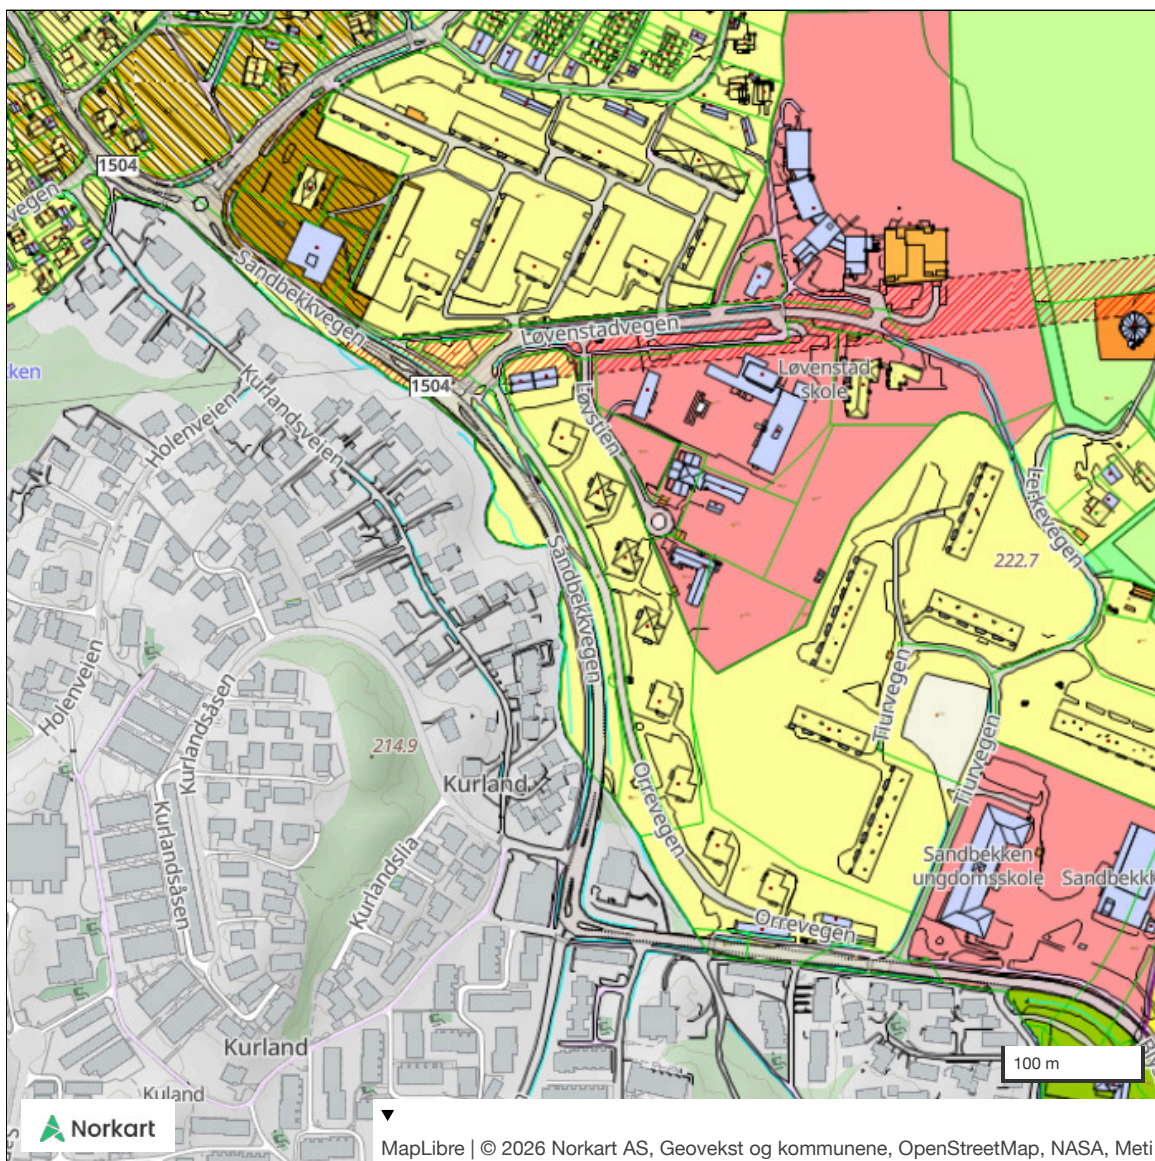 1504
vegen
Sandbekkvegen
Løvenstadvegen
1504
Løvenstad
skole
ken
Kurlandsveien
Holenveien
Løvstien
Lerkevegen
222.7
Sandbekkvegen
Holenveien
Kurlandsåsen
214.9
Kurland
Tiurvegen
Tiurvegen
Orrevegen
Kurlandsåsen
Kurlandslia
Sandbekken
ungdomsskole
Sandbekk
Orrevegen
Kurland
100 m
Kuland
Norkart
▼
MapLibre | © 2026 Norkart AS, Geovekst og kommunene, OpenStreetMap, NASA, Meti